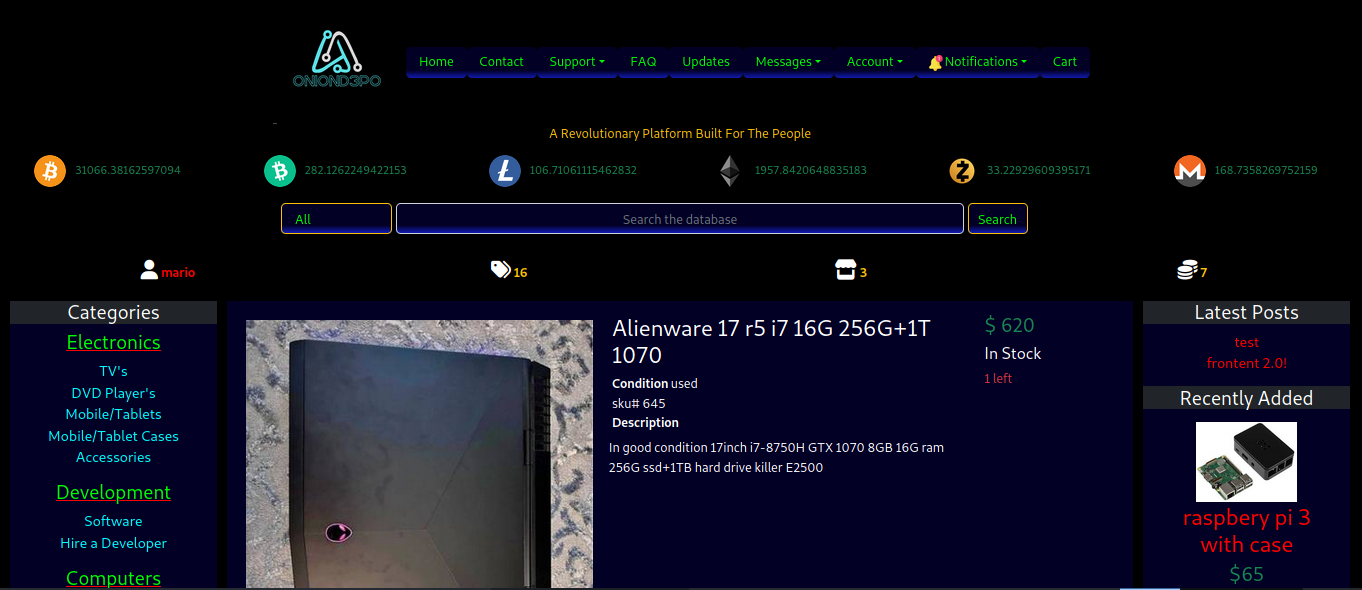 ONIOND3PO
Home Contact Support FAQ Updates Messages Account Notifications Cart
A Revolutionary Platform Built For The People
31066.38162597094 282.1262249422153 106.71061115462832 1957.8420648835183 33.22929609395171 168.7358269752159
All Search the database Search
mario 16 3 7
Categories
Electronics
TV's
DVD Player's
Mobile/Tablets
Mobile/Tablet Cases
Accessories
Development
Software
Hire a Developer
Computers
Alienware 17 r5 i7 16G 256G+1T
1070
Condition used
sku# 645
Description
In good condition 17inch i7-8750H GTX 1070 8GB 16G ram
256G ssd+1TB hard drive killer E2500
$ 620
In Stock
1 left
Latest Posts
test
frontent 2.0!
Recently Added
raspbery pi 3
with case
$65